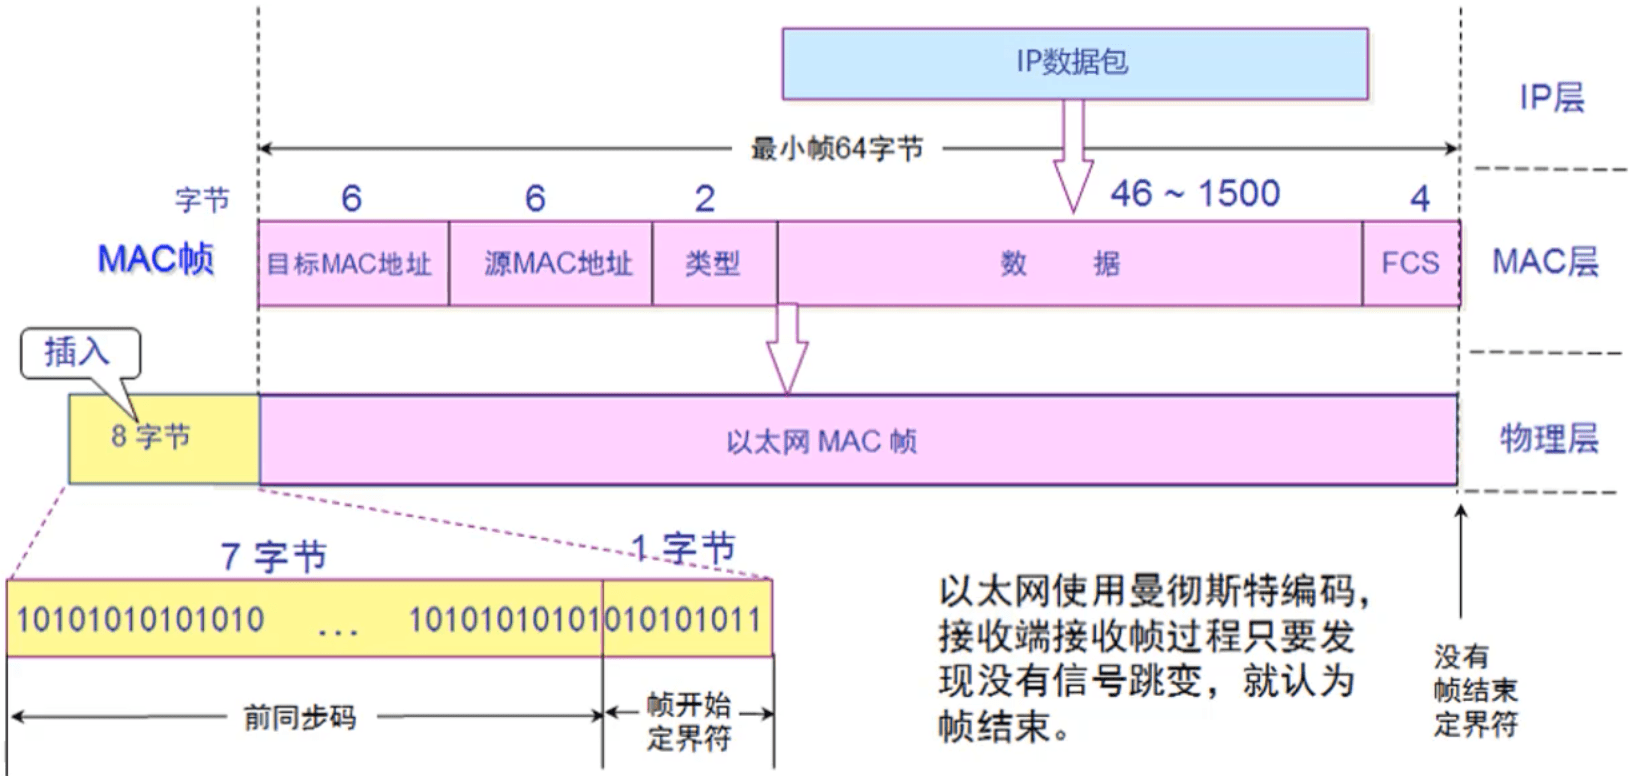 IP数据包
IP层
最小帧64字节
字节 6 6 2 46 ~ 1500 4
MAC帧 目标MAC地址 源MAC地址 类型 数 据 FCS MAC层
插入
8 字节 以太网 MAC 帧 物理层
7 字节 1 字节
10101010101010 ... 10101010101010101011
前同步码
帧开始
定界符
以太网使用曼彻斯特编码,
接收端接收帧过程只要发
现没有信号跳变，就认为
帧结束。
没有
帧结束
定界符